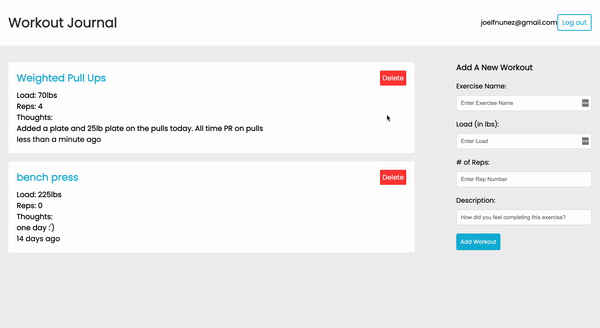 Workout Journal
joelfnunez@gmail.com
Log out
Weighted Pull Ups
Delete
Load: 70lbs
Reps: 4
Thoughts:
Added a plate and 25lb plate on the pulls today. All time PR on pulls
less than a minute ago
bench press
Delete
Load: 225lbs
Reps: 0
Thoughts:
one day :')
14 days ago
Add A New Workout
Exercise Name:
Enter Exercise Name
Load (in lbs):
Enter Load
# of Reps:
Enter Rep Number
Description:
How did you feel completing this exercise?
Add Workout